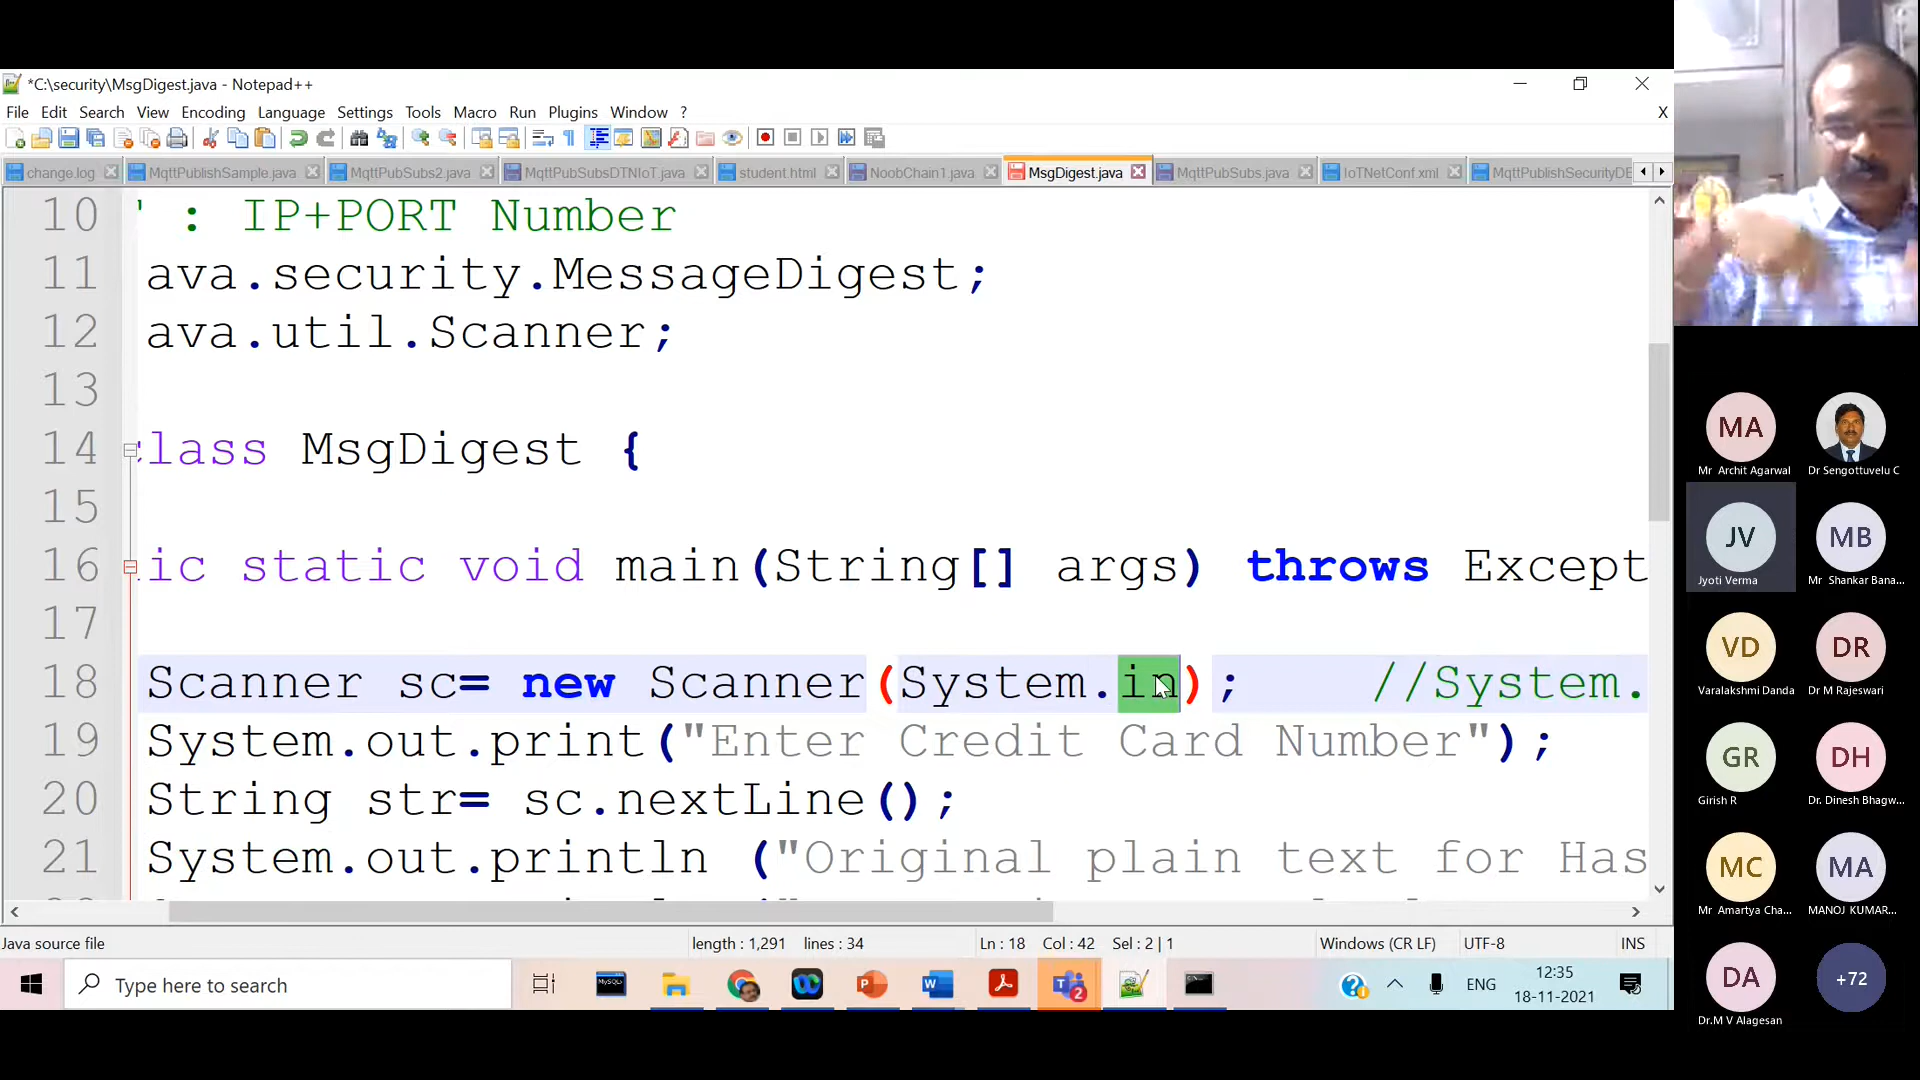 *C:\security\MsgDigest.java - Notepad++
File Edit Search View Encoding Language Settings Tools Macro Run Plugins Window ? X
change.log MqttPublishSample.java MqttPubSubs2.java MqttPubSubsDTNIoT.java student.html NoobChain1.java MsgDigest.java MqttPubSubs.java IoTNetConf.xml MqttPublishSecurityDE
10 ' : IP+PORT Number
11 ava.security.MessageDigest;
12 ava.util.Scanner;
13
14 class MsgDigest {
15
16 ic static void main(String[] args) throws Except
17
18 Scanner sc= new Scanner(System.in); //System.
19 System.out.print("Enter Credit Card Number");
20 String str= sc.nextLine();
21 System.out.println ("Original plain text for Has
Java source file length : 1,291 lines : 34 Ln : 18 Col : 42 Sel : 2 | 1 Windows (CR LF) UTF-8 INS
Type here to search
MySQL
2
ENG
12:35
18-11-2021
MA
Mr Archit Agarwal Dr Sengottuvelu C
JV MB
Jyoti Verma Mr Shankar Bana...
VD DR
Varalakshmi Danda Dr M Rajeswari
GR DH
Girish R Dr. Dinesh Bhagw...
MC MA
Mr Amartya Cha... MANOJ KUMAR...
DA +72
Dr.M V Alagesan